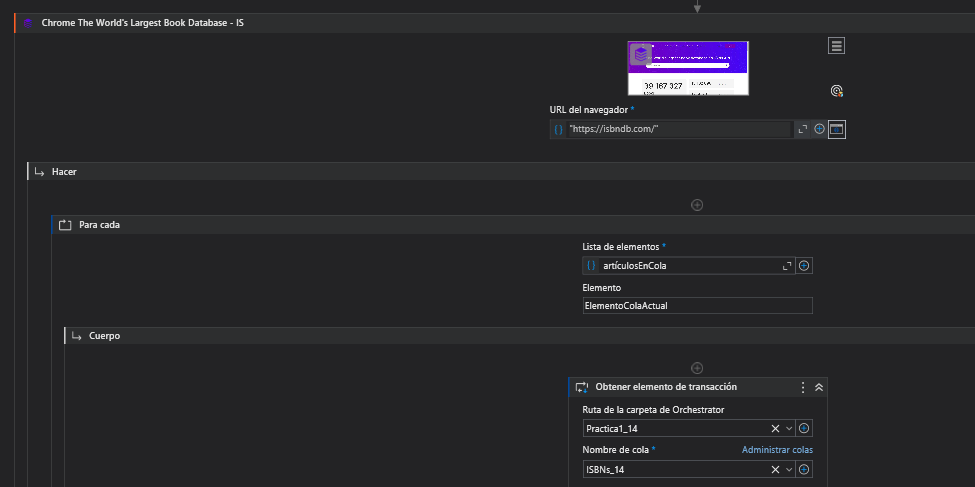 Chrome The World's Largest Book Database - IS
39 167 327
URL del navegador *
"https://isbndb.com/"
Hacer
Para cada
Lista de elementos *
artículosEnCola
Elemento
ElementoColaActual
Cuerpo
Obtener elemento de transacción
Ruta de la carpeta de Orchestrator
Practica1_14
Nombre de cola * Administrar colas
ISBNs_14